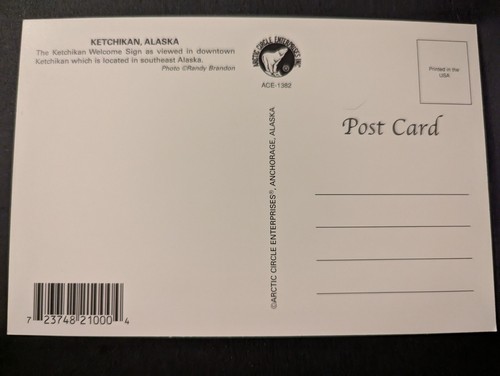 KETCHIKAN, ALASKA
The Ketchikan Welcome Sign as viewed in downtown
Ketchikan which is located in southeast Alaska.
Photo ©Randy Brandon
ARCTIC CIRCLE ENTERPRISES INC.
®
ACE-1382
Printed in the
USA
Post Card
©ARCTIC CIRCLE ENTERPRISES®, ANCHORAGE, ALASKA
7 23748 21000 4